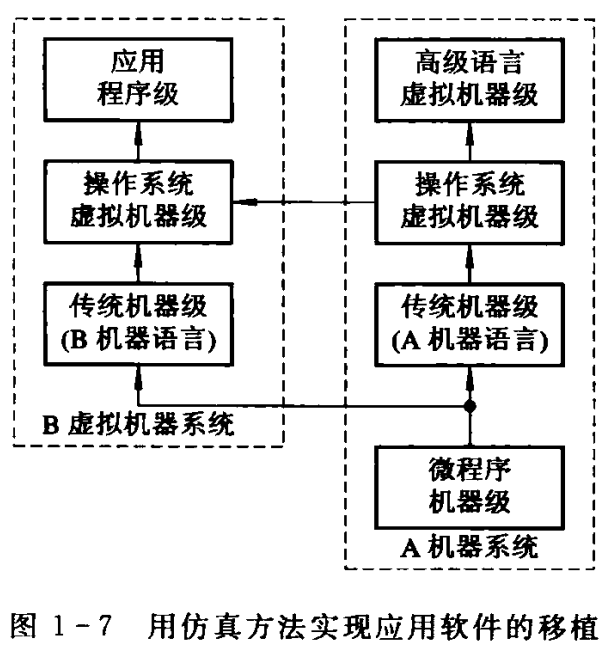 应用
程序级
操作系统
虚拟机器级
传统机器级
(B 机器语言)
B 虚拟机器系统
高级语言
虚拟机器级
操作系统
虚拟机器级
传统机器级
(A 机器语言)
微程序
机器级
A 机器系统
图 1-7 用仿真方法实现应用软件的移植